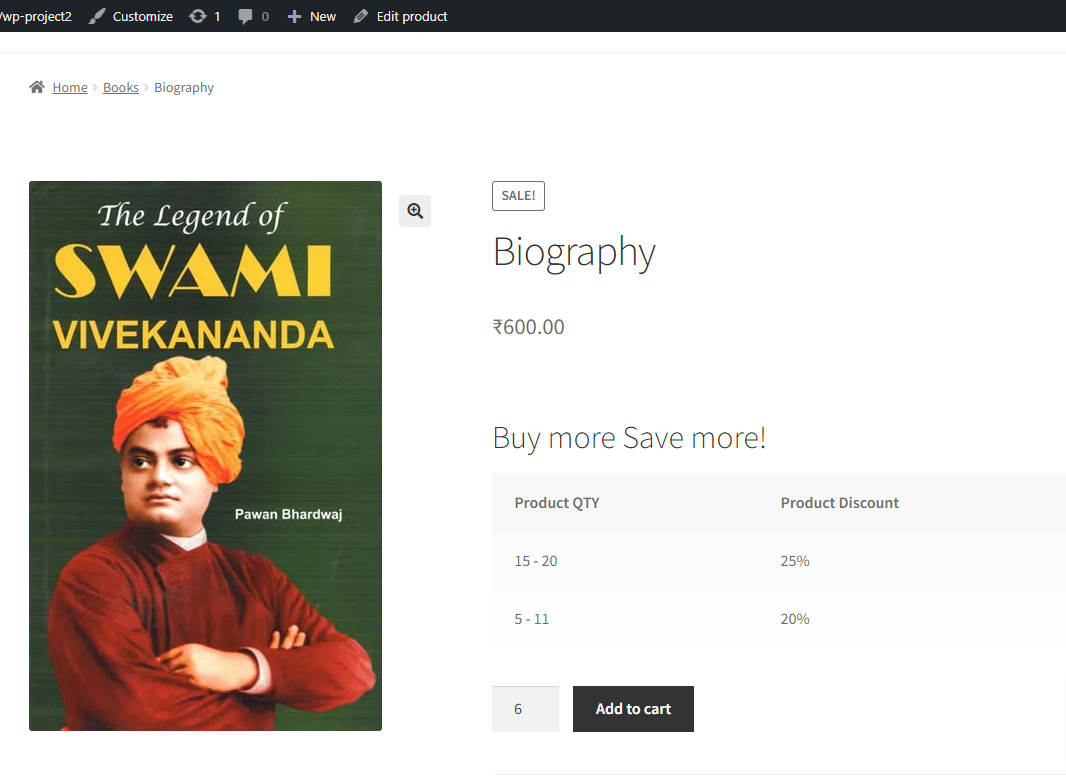 /wp-project2 Customize 1 0 New Edit product
Home Books Biography
The Legend of
SWAMI
VIVEKANANDA
Pawan Bhardwaj
SALE!
Biography
₹600.00
Buy more Save more!
Product QTY Product Discount
15 - 20 25%
5 - 11 20%
6 Add to cart